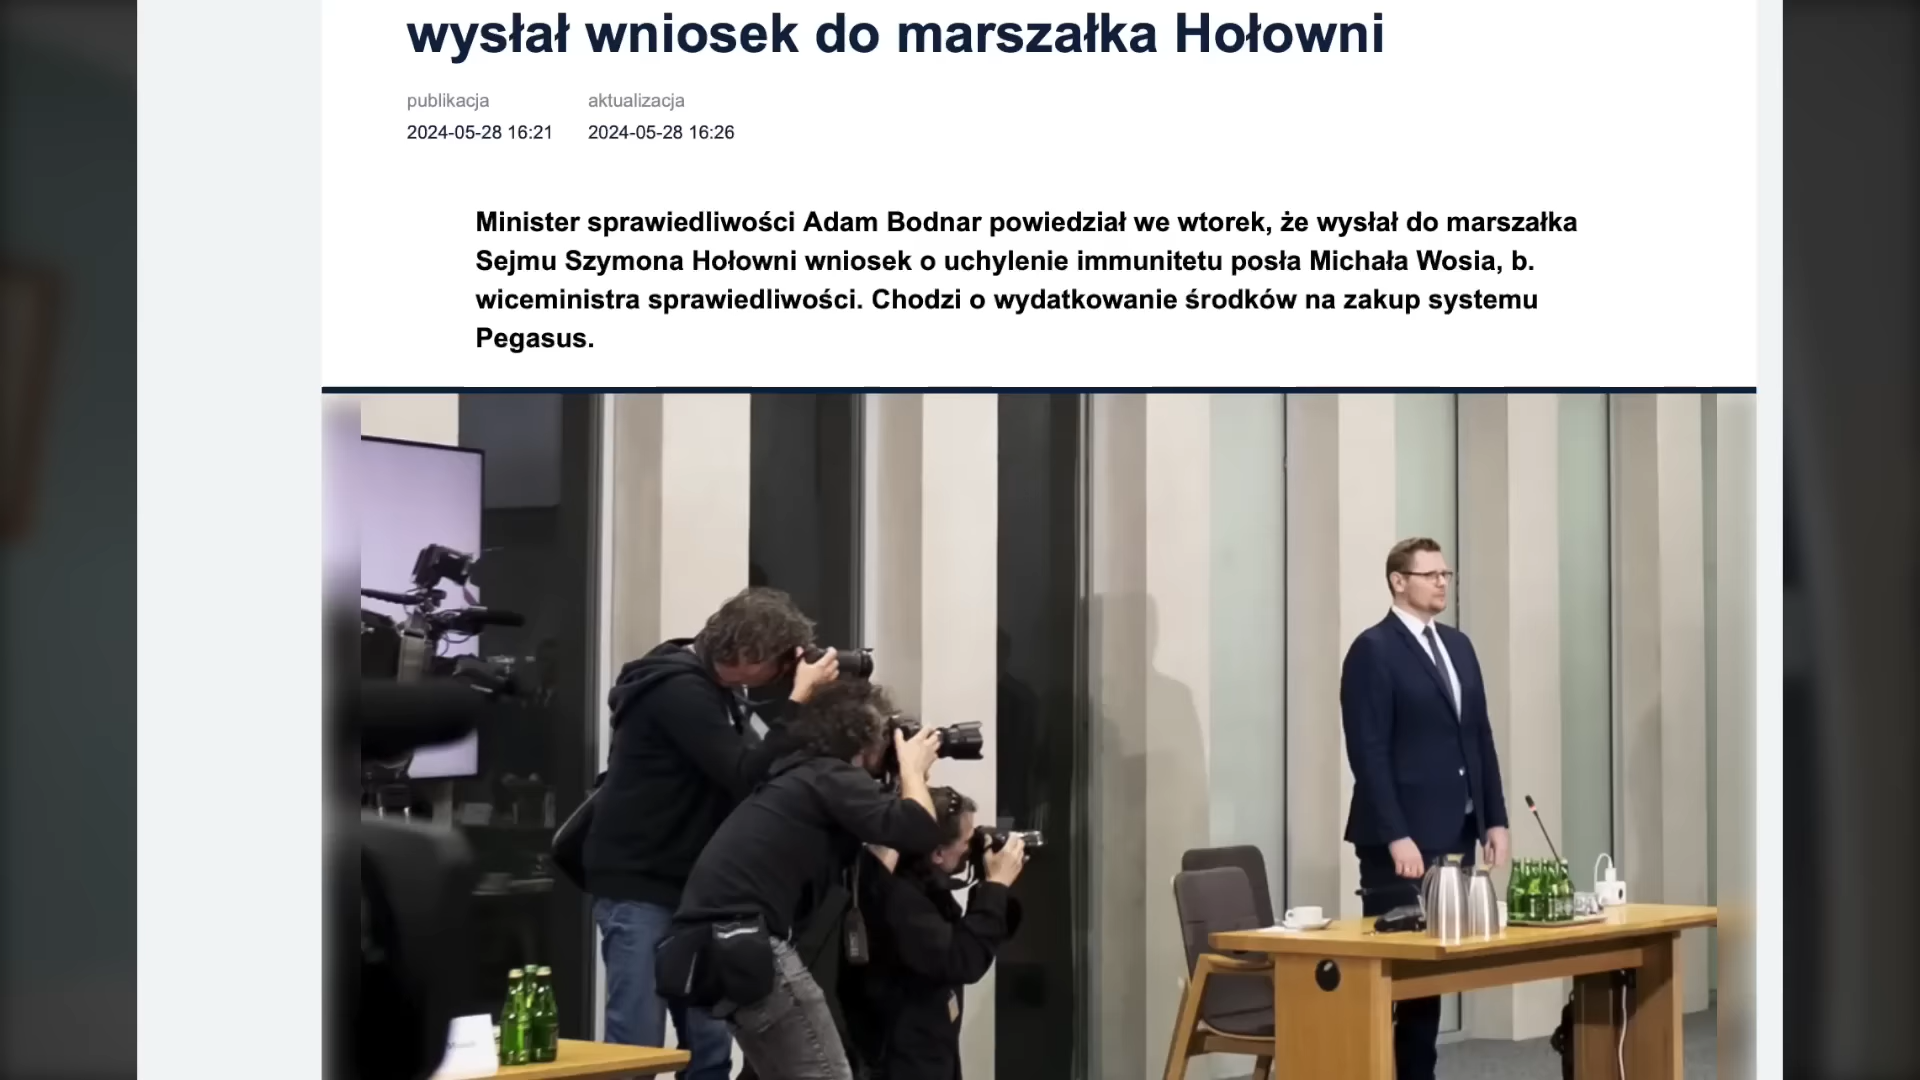 wysłał wniosek do marszałka Hołowni
publikacja aktualizacja
2024-05-28 16:21 2024-05-28 16:26
Minister sprawiedliwości Adam Bodnar powiedział we wtorek, że wysłał do marszałka
Sejmu Szymona Hołowni wniosek o uchylenie immunitetu posła Michała Wosia, b.
wiceministra sprawiedliwości. Chodzi o wydatkowanie środków na zakup systemu
Pegasus.